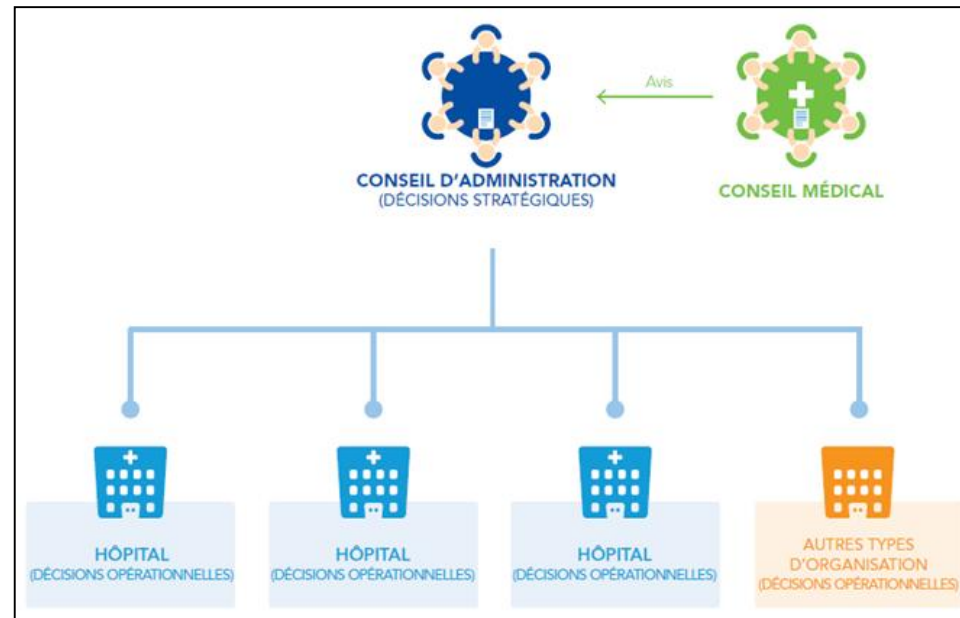 Avis
CONSEIL D'ADMINISTRATION
(DÉCISIONS STRATÉGIQUES)
CONSEIL MÉDICAL
HÔPITAL
(DÉCISIONS OPÉRATIONNELLES)
HÔPITAL
(DÉCISIONS OPÉRATIONNELLES)
HÔPITAL
(DÉCISIONS OPÉRATIONNELLES)
AUTRES TYPES
D'ORGANISATION
(DÉCISIONS OPÉRATIONNELLES)